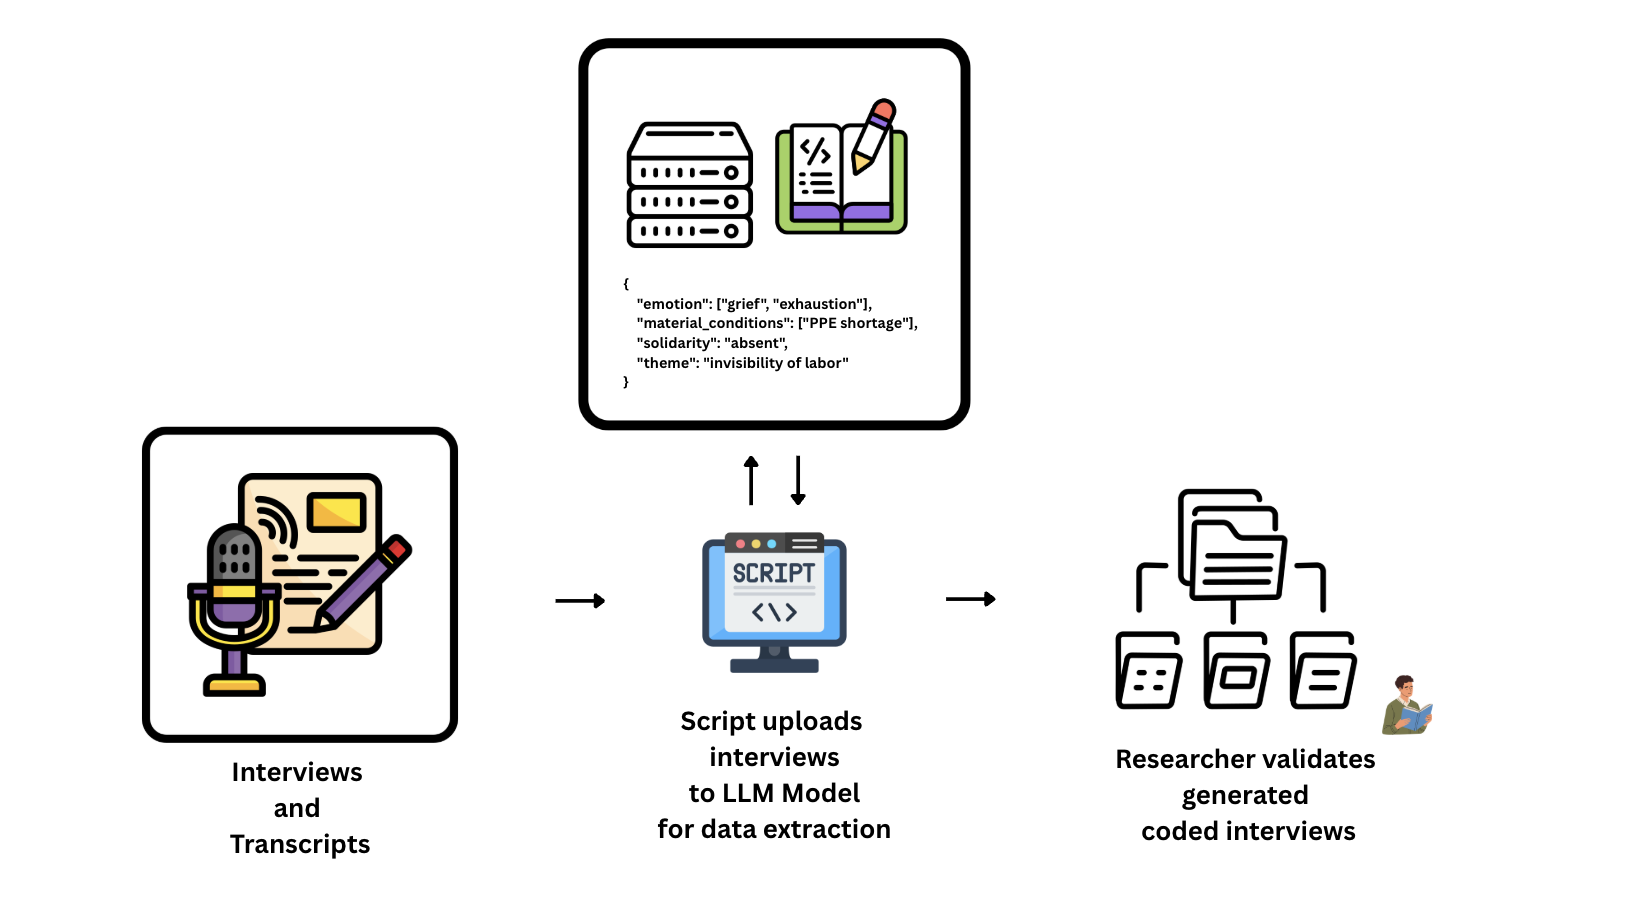 </>
{
"emotion": ["grief", "exhaustion"],
"material_conditions": ["PPE shortage"],
"solidarity": "absent",
"theme": "invisibility of labor"
}
SCRIPT
<\>
Interviews
and
Transcripts
Script uploads
interviews
to LLM Model
for data extraction
Researcher validates
generated
coded interviews